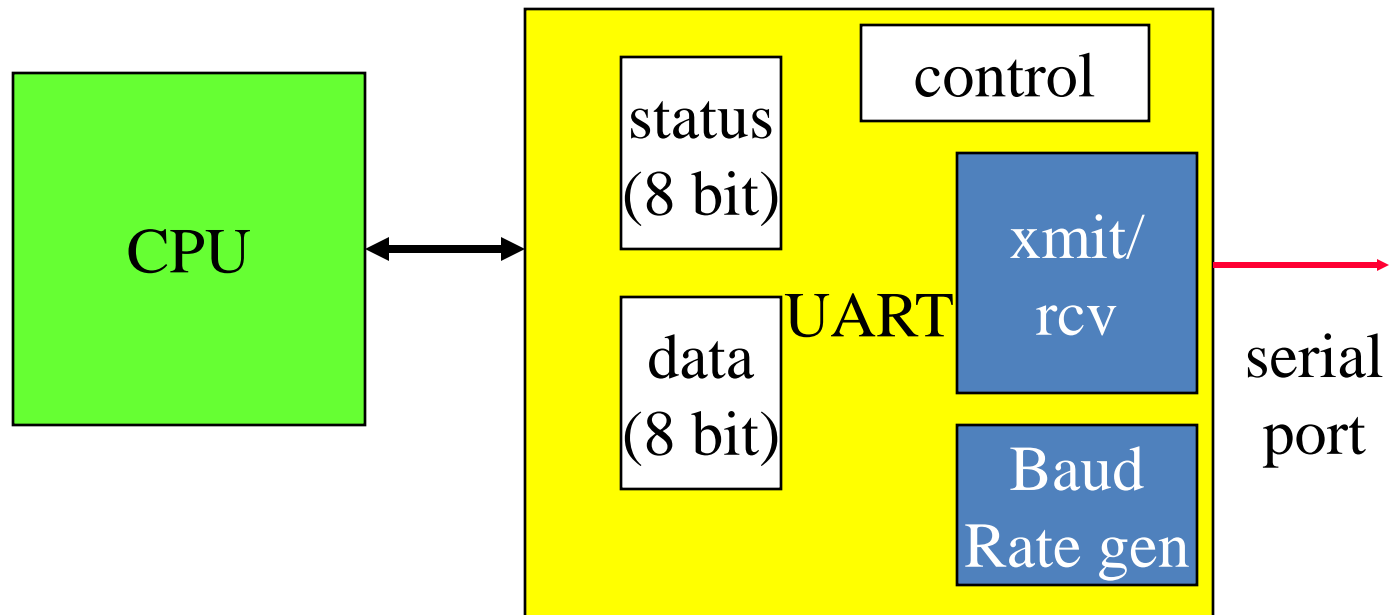 CPU
status
(8 bit)
data
(8 bit)
UART
control
xmit/
rcv
Baud
Rate gen
serial
port